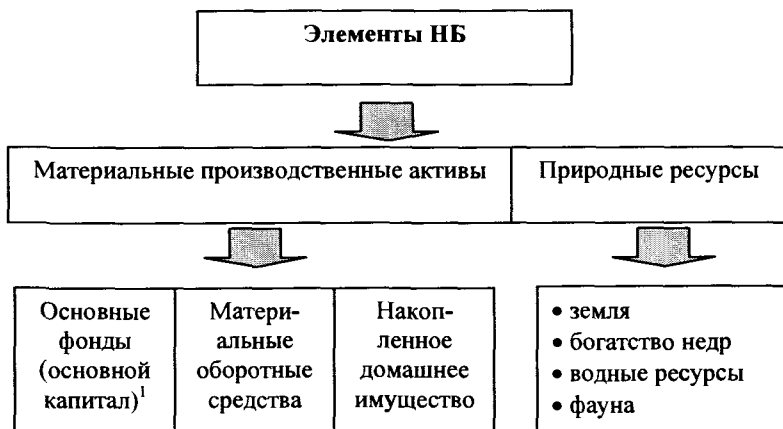 Элементы НБ
Материальные производственные активы
Природные ресурсы
Основные
фонды
(основной
капитал)¹
Матери-
альные
оборотные
средства
Накоп-
ленное
домашнее
имущество
• земля
• богатство недр
• водные ресурсы
• фауна